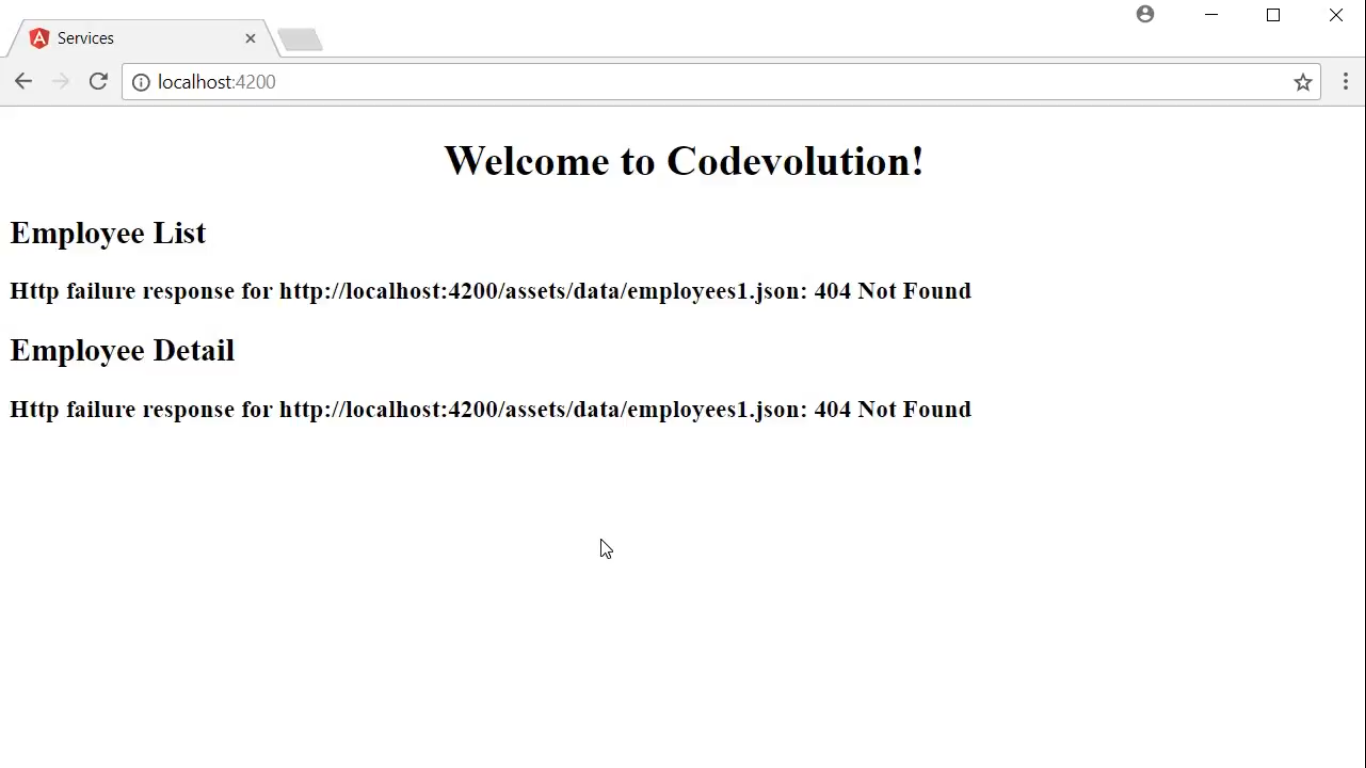 Services
localhost:4200
Welcome to Codevolution!
Employee List
Http failure response for http://localhost:4200/assets/data/employees1.json: 404 Not Found
Employee Detail
Http failure response for http://localhost:4200/assets/data/employees1.json: 404 Not Found